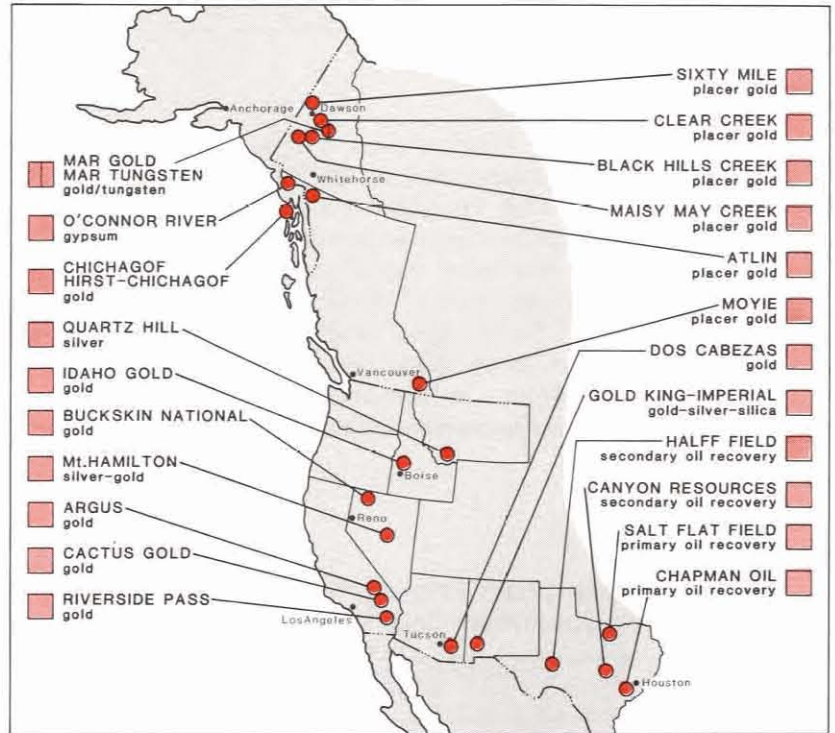 SIXTY MILE
placer gold
CLEAR CREEK
placer gold
BLACK HILLS CREEK
placer gold
MAISY MAY CREEK
placer gold
ATLIN
placer gold
MOYIE
placer gold
DOS CABEZAS
gold
GOLD KING-IMPERIAL
gold-silver-silica
HALFF FIELD
secondary oil recovery
CANYON RESOURCES
secondary oil recovery
SALT FLAT FIELD
primary oil recovery
CHAPMAN OIL
primary oil recovery
MAR GOLD
MAR TUNGSTEN
gold/tungsten
O'CONNOR RIVER
gypsum
CHICHAGOF
HIRST-CHICHAGOF
gold
QUARTZ HILL
silver
IDAHO GOLD
gold
BUCKSKIN NATIONAL
gold
Mt.HAMILTON
silver-gold
ARGUS
gold
CACTUS GOLD
gold
RIVERSIDE PASS
gold
Anchorage
Dawson
Whitehorse
Vancouver
Boise
Reno
LosAngeles
Tucson
Houston